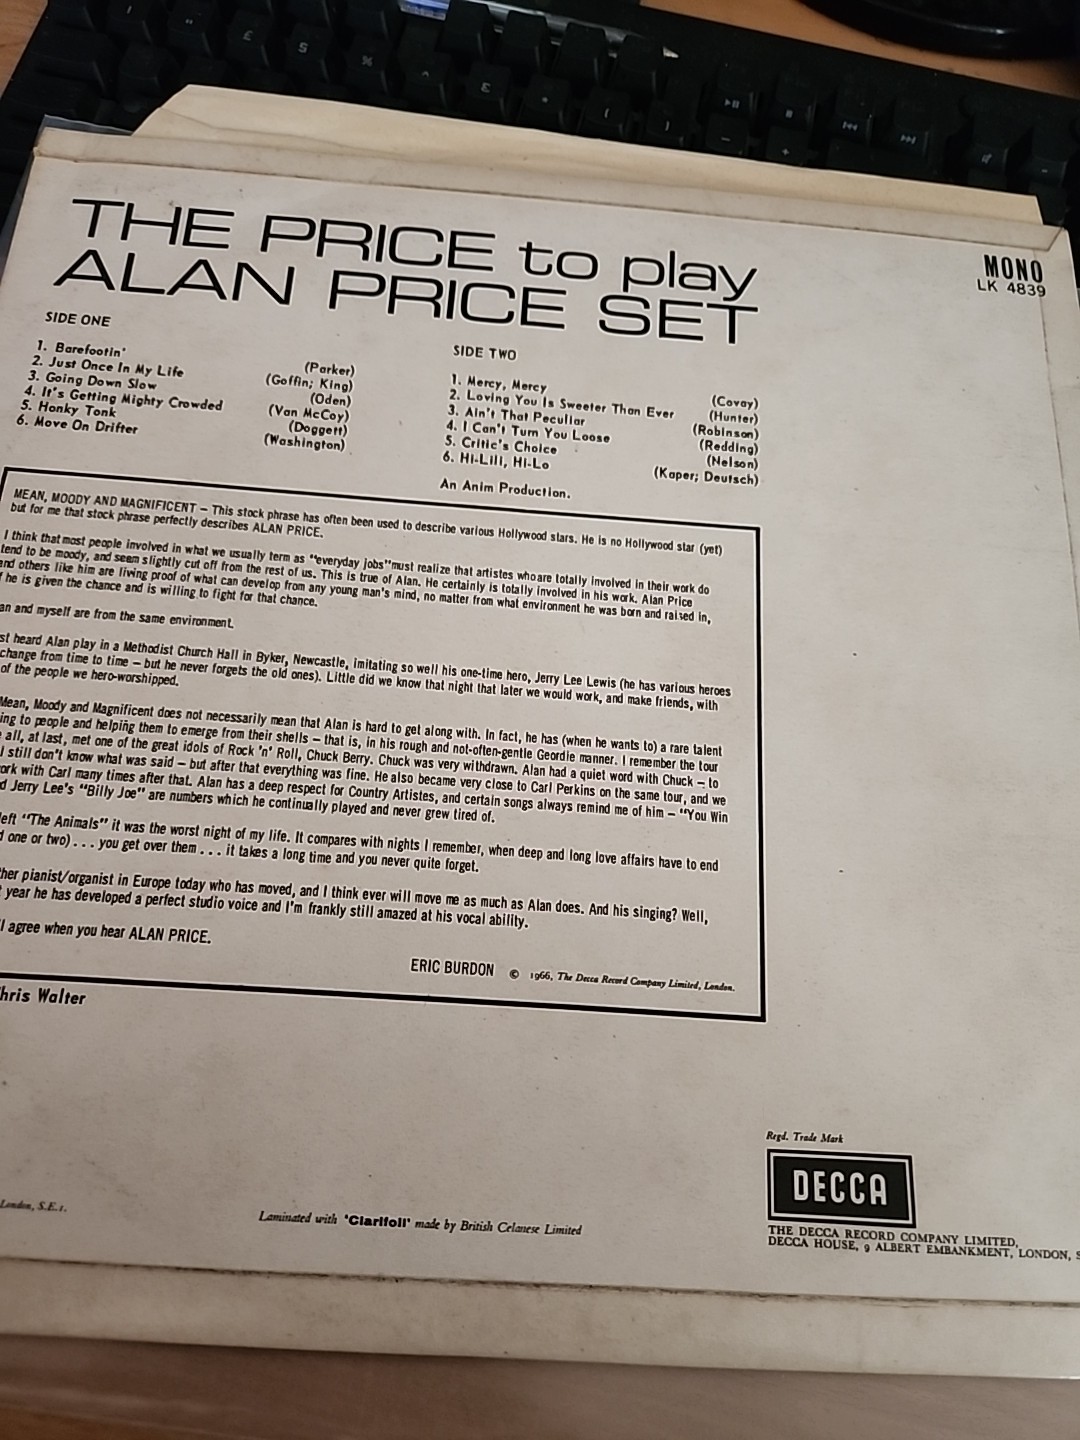 THE PRICE to play
ALAN PRICE SET
MONO
LK 4839
SIDE ONE
1. Barefootin' (Parker)
2. Just Once In My Life (Goffin; King)
3. Going Down Slow (Oden)
4. It's Getting Mighty Crowded (Van McCoy)
5. Honky Tonk (Doggett)
6. Move On Drifter (Washington)
SIDE TWO
1. Mercy, Mercy (Covay)
2. Loving You Is Sweeter Than Ever (Hunter)
3. Ain't That Peculiar (Robinson)
4. I Can't Turn You Loose (Redding)
5. Critic's Choice (Nelson)
6. Hi-Lili, Hi-Lo (Kaper; Deutsch)
An Anim Production.
MEAN, MOODY AND MAGNIFICENT – This stock phrase has often been used to describe various Hollywood stars. He is no Hollywood star (yet)
but for me that stock phrase perfectly describes ALAN PRICE.
I think that most people involved in what we usually term as "everyday jobs" must realize that artistes who are totally involved in their work do
tend to be moody, and seem slightly cut off from the rest of us. This is true of Alan. He certainly is totally involved in his work. Alan Price
and others like him are living proof of what can develop from any young man's mind, no matter from what environment he was born and raised in,
he is given the chance and is willing to fight for that chance.
an and myself are from the same environment.
st heard Alan play in a Methodist Church Hall in Byker, Newcastle, imitating so well his one-time hero, Jerry Lee Lewis (he has various heroes
change from time to time – but he never forgets the old ones). Little did we know that night that later we would work, and make friends, with
of the people we hero-worshipped.
Mean, Moody and Magnificent does not necessarily mean that Alan is hard to get along with. In fact, he has (when he wants to) a rare talent
ing to people and helping them to emerge from their shells – that is, in his rough and not-often-gentle Geordie manner. I remember the tour
all, at last, met one of the great idols of Rock 'n' Roll, Chuck Berry. Chuck was very withdrawn. Alan had a quiet word with Chuck – to
I still don't know what was said – but after that everything was fine. He also became very close to Carl Perkins on the same tour, and we
ork with Carl many times after that. Alan has a deep respect for Country Artistes, and certain songs always remind me of him – "You Win
d Jerry Lee's "Billy Joe" are numbers which he continually played and never grew tired of.
left "The Animals" it was the worst night of my life. It compares with nights I remember, when deep and long love affairs have to end
d one or two) . . . you get over them . . . it takes a long time and you never quite forget.
her pianist/organist in Europe today who has moved, and I think ever will move me as much as Alan does. And his singing? Well,
year he has developed a perfect studio voice and I'm frankly still amazed at his vocal ability.
ll agree when you hear ALAN PRICE.
ERIC BURDON © 1966, The Decca Record Company Limited, London.
hris Walter
Regd. Trade Mark
DECCA
THE DECCA RECORD COMPANY LIMITED,
DECCA HOUSE, 9 ALBERT EMBANKMENT, LONDON, S
London, S.E.1.
Laminated with 'Clarifoil' made by British Celanese Limited